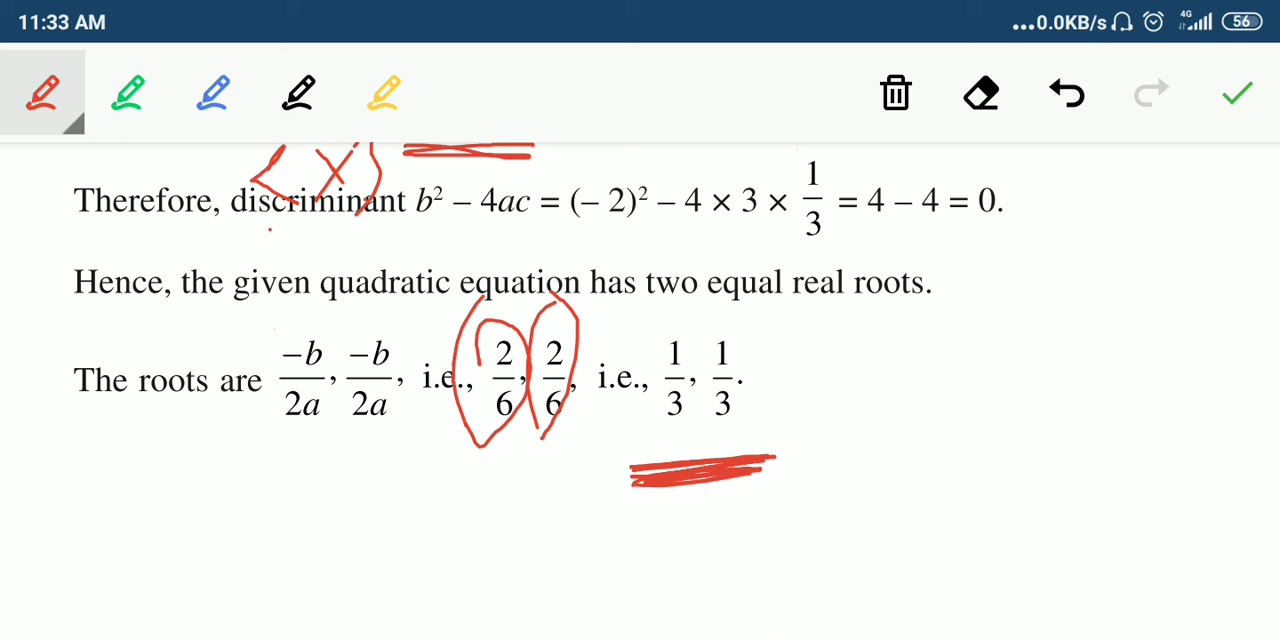 11:33 AM ...0.0KB/s 4G 56
Therefore, discriminant b² – 4ac = (– 2)² – 4 × 3 × 1/3 = 4 – 4 = 0.
Hence, the given quadratic equation has two equal real roots.
The roots are –b/2a, –b/2a, i.e., 2/6, 2/6, i.e., 1/3, 1/3.